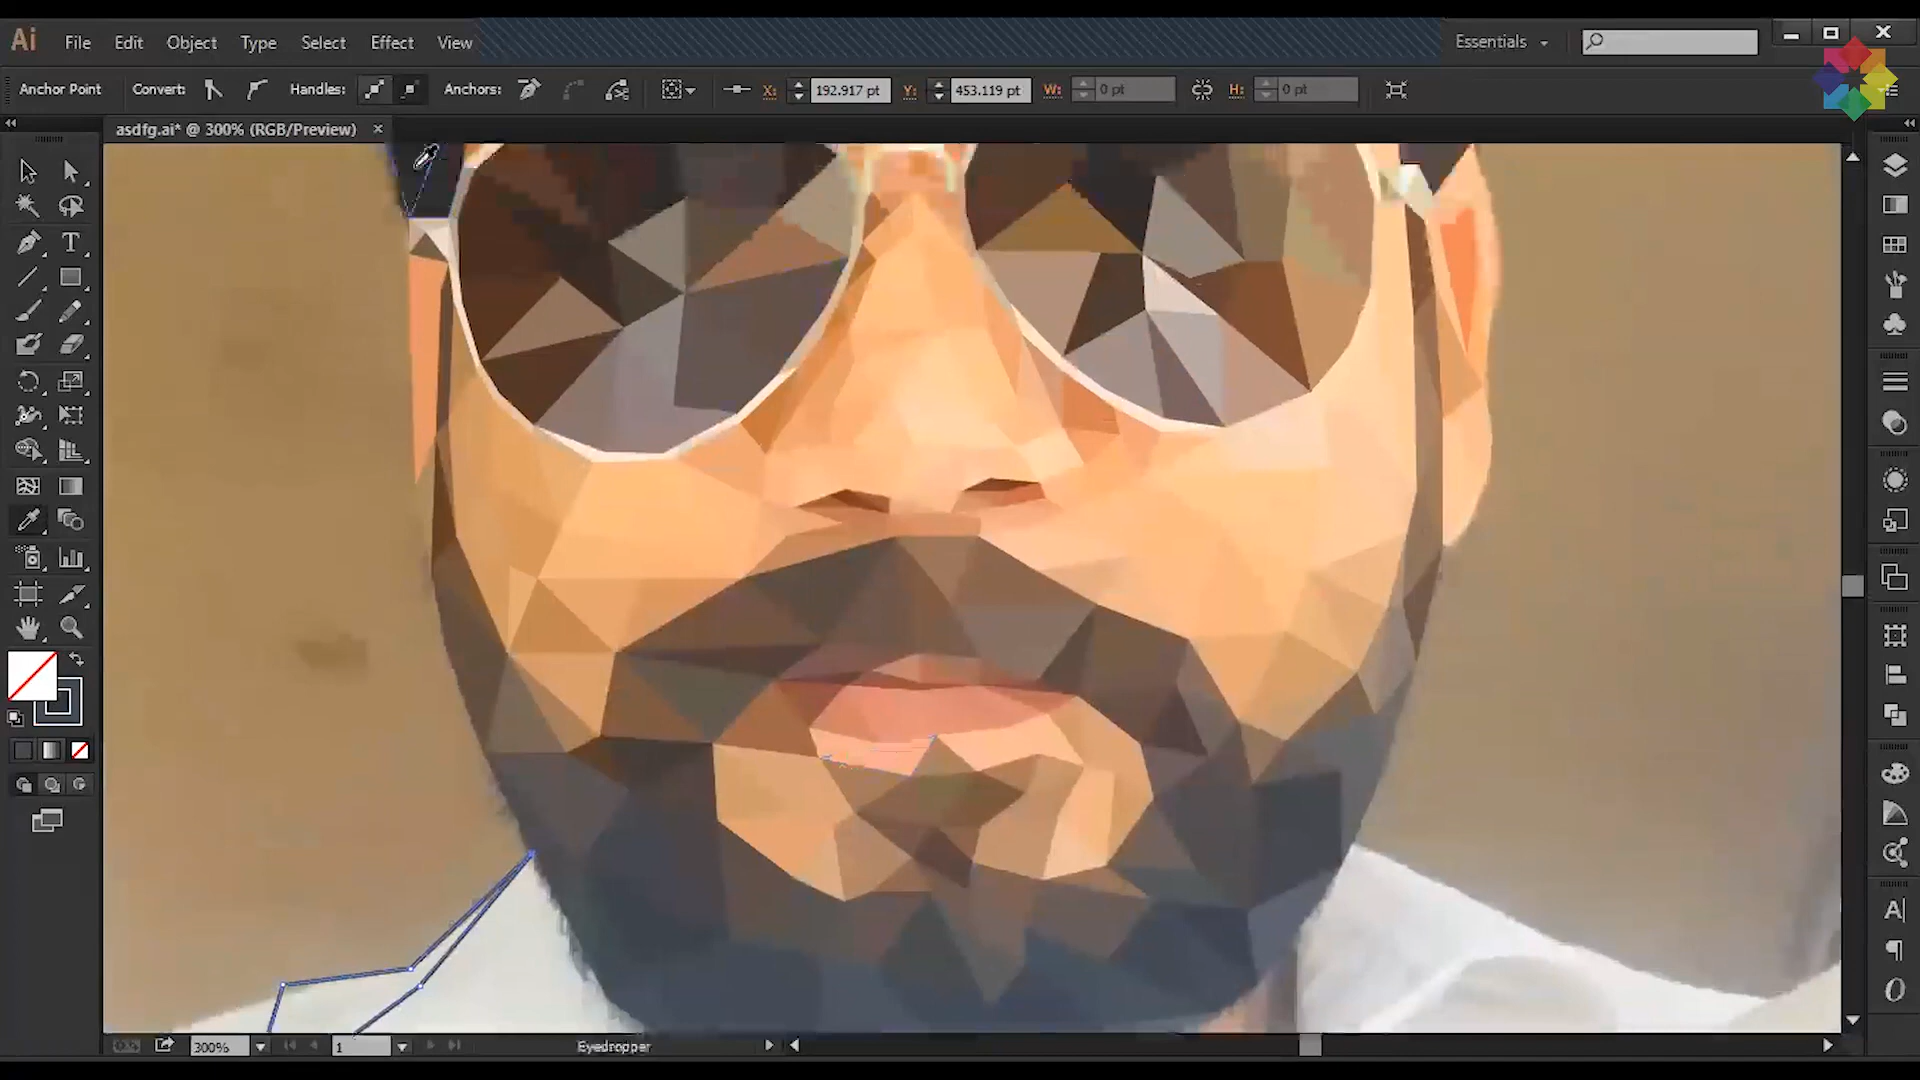 Ai File Edit Object Type Select Effect View Essentials
Anchor Point Convert: Handles: Anchors: X: 192.917 pt Y: 453.119 pt W: 0 pt H: 0 pt
asdfg.ai* @ 300% (RGB/Preview)
300% 1 Eyedropper